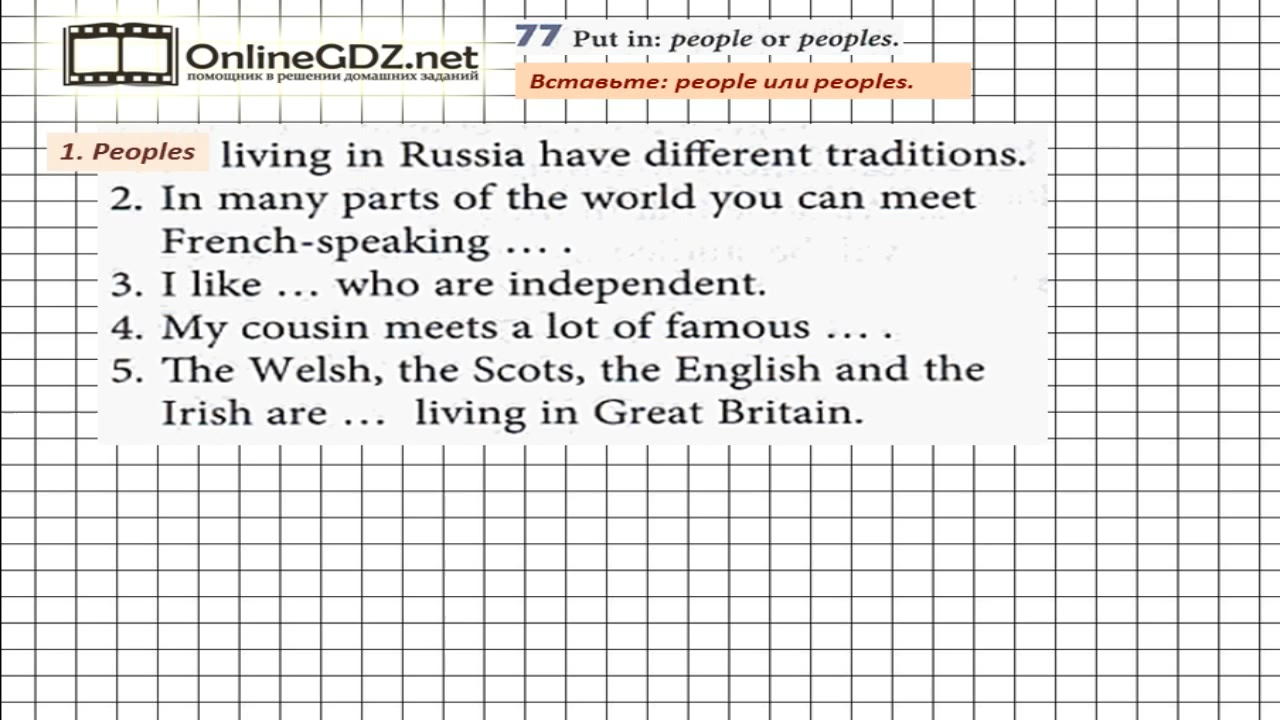 OnlineGDZ.net
помощник в решении домашних заданий
77 Put in: people or peoples.
Вставьте: people или peoples.
1. Peoples living in Russia have different traditions.
2. In many parts of the world you can meet
French-speaking ... .
3. I like ... who are independent.
4. My cousin meets a lot of famous ... .
5. The Welsh, the Scots, the English and the
Irish are ... living in Great Britain.